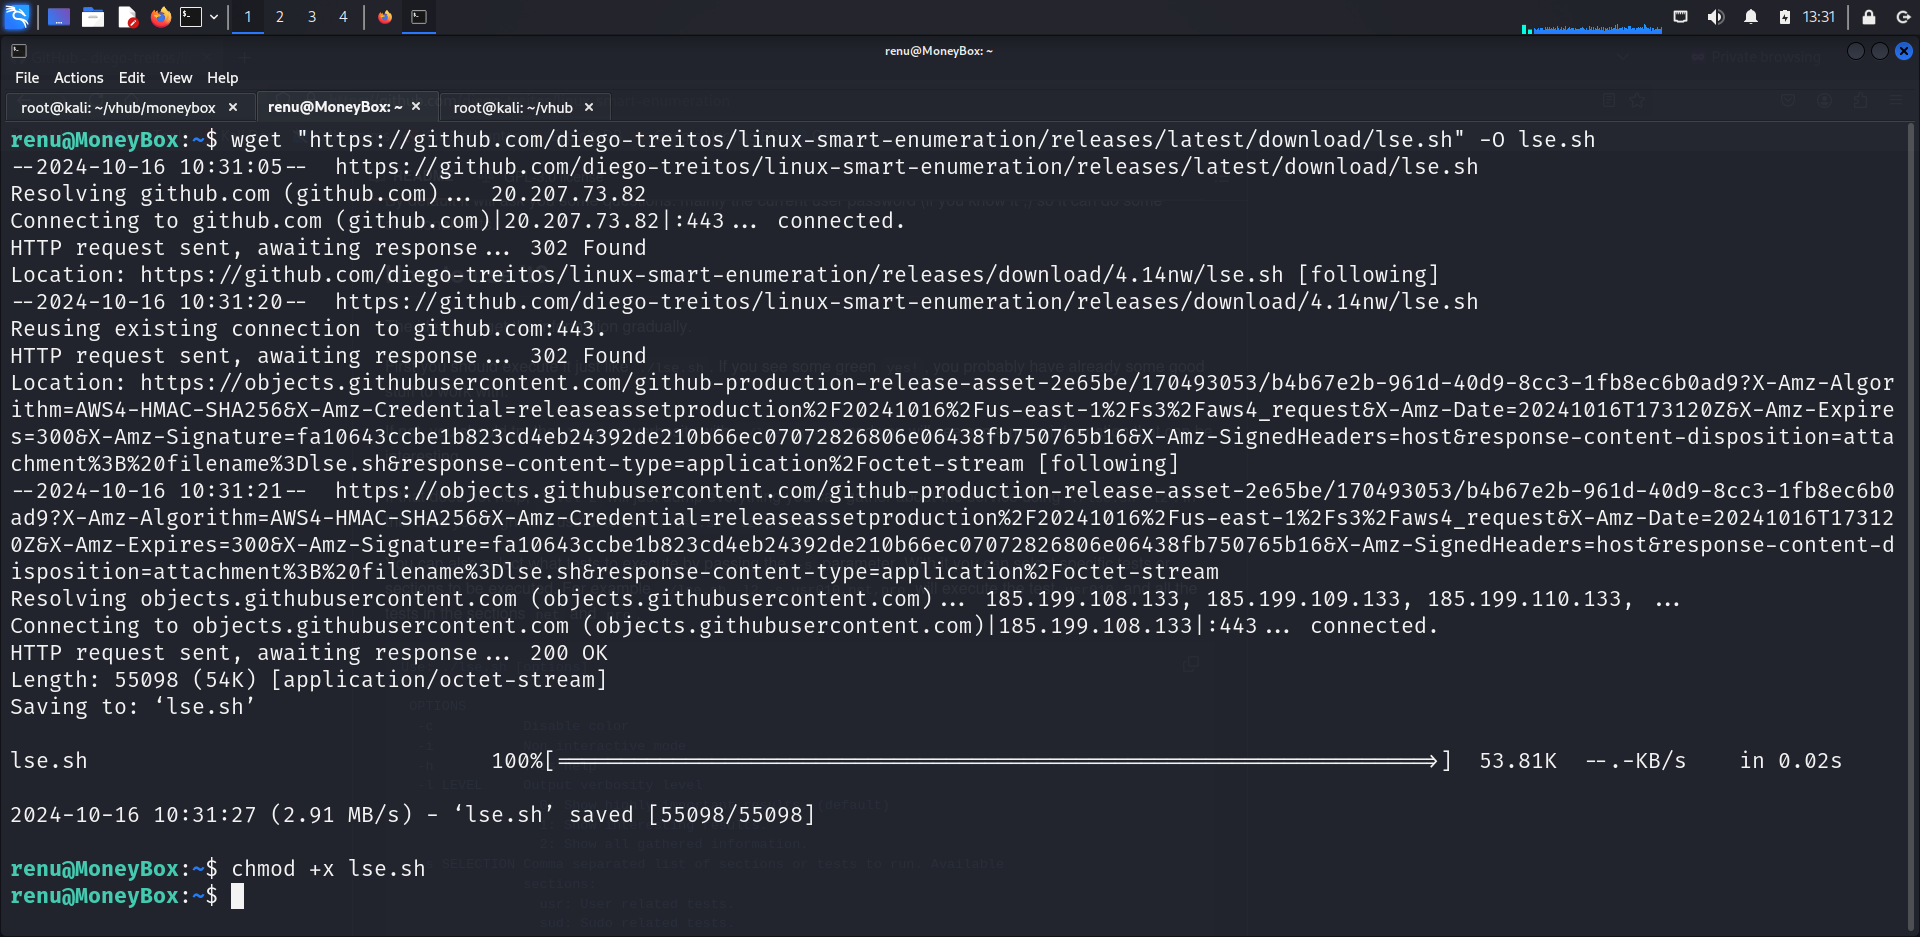 1 2 3 4
13:31
renu@MoneyBox: ~
File Actions Edit View Help
root@kali: ~/vhub/moneybox × renu@MoneyBox: ~ × root@kali: ~/vhub ×
renu@MoneyBox:~$ wget "https://github.com/diego-treitos/linux-smart-enumeration/releases/latest/download/lse.sh" -O lse.sh
--2024-10-16 10:31:05-- https://github.com/diego-treitos/linux-smart-enumeration/releases/latest/download/lse.sh
Resolving github.com (github.com)... 20.207.73.82
Connecting to github.com (github.com)|20.207.73.82|:443... connected.
HTTP request sent, awaiting response... 302 Found
Location: https://github.com/diego-treitos/linux-smart-enumeration/releases/download/4.14nw/lse.sh [following]
--2024-10-16 10:31:20-- https://github.com/diego-treitos/linux-smart-enumeration/releases/download/4.14nw/lse.sh
Reusing existing connection to github.com:443.
HTTP request sent, awaiting response... 302 Found
Location: https://objects.githubusercontent.com/github-production-release-asset-2e65be/170493053/b4b67e2b-961d-40d9-8cc3-1fb8ec6b0ad9?X-Amz-Algor
ithm=AWS4-HMAC-SHA256&X-Amz-Credential=releaseassetproduction%2F20241016%2Fus-east-1%2Fs3%2Faws4_request&X-Amz-Date=20241016T173120Z&X-Amz-Expire
s=300&X-Amz-Signature=fa10643ccbe1b823cd4eb24392de210b66ec07072826806e06438fb750765b16&X-Amz-SignedHeaders=host&response-content-disposition=atta
chment%3B%20filename%3Dlse.sh&response-content-type=application%2Foctet-stream [following]
--2024-10-16 10:31:21-- https://objects.githubusercontent.com/github-production-release-asset-2e65be/170493053/b4b67e2b-961d-40d9-8cc3-1fb8ec6b0
ad9?X-Amz-Algorithm=AWS4-HMAC-SHA256&X-Amz-Credential=releaseassetproduction%2F20241016%2Fus-east-1%2Fs3%2Faws4_request&X-Amz-Date=20241016T17312
0Z&X-Amz-Expires=300&X-Amz-Signature=fa10643ccbe1b823cd4eb24392de210b66ec07072826806e06438fb750765b16&X-Amz-SignedHeaders=host&response-content-d
isposition=attachment%3B%20filename%3Dlse.sh&response-content-type=application%2Foctet-stream
Resolving objects.githubusercontent.com (objects.githubusercontent.com)... 185.199.108.133, 185.199.109.133, 185.199.110.133, ...
Connecting to objects.githubusercontent.com (objects.githubusercontent.com)|185.199.108.133|:443... connected.
HTTP request sent, awaiting response... 200 OK
Length: 55098 (54K) [application/octet-stream]
Saving to: ‘lse.sh’
lse.sh 100%[===================>] 53.81K --.-KB/s in 0.02s
2024-10-16 10:31:27 (2.91 MB/s) - ‘lse.sh’ saved [55098/55098]
renu@MoneyBox:~$ chmod +x lse.sh
renu@MoneyBox:~$